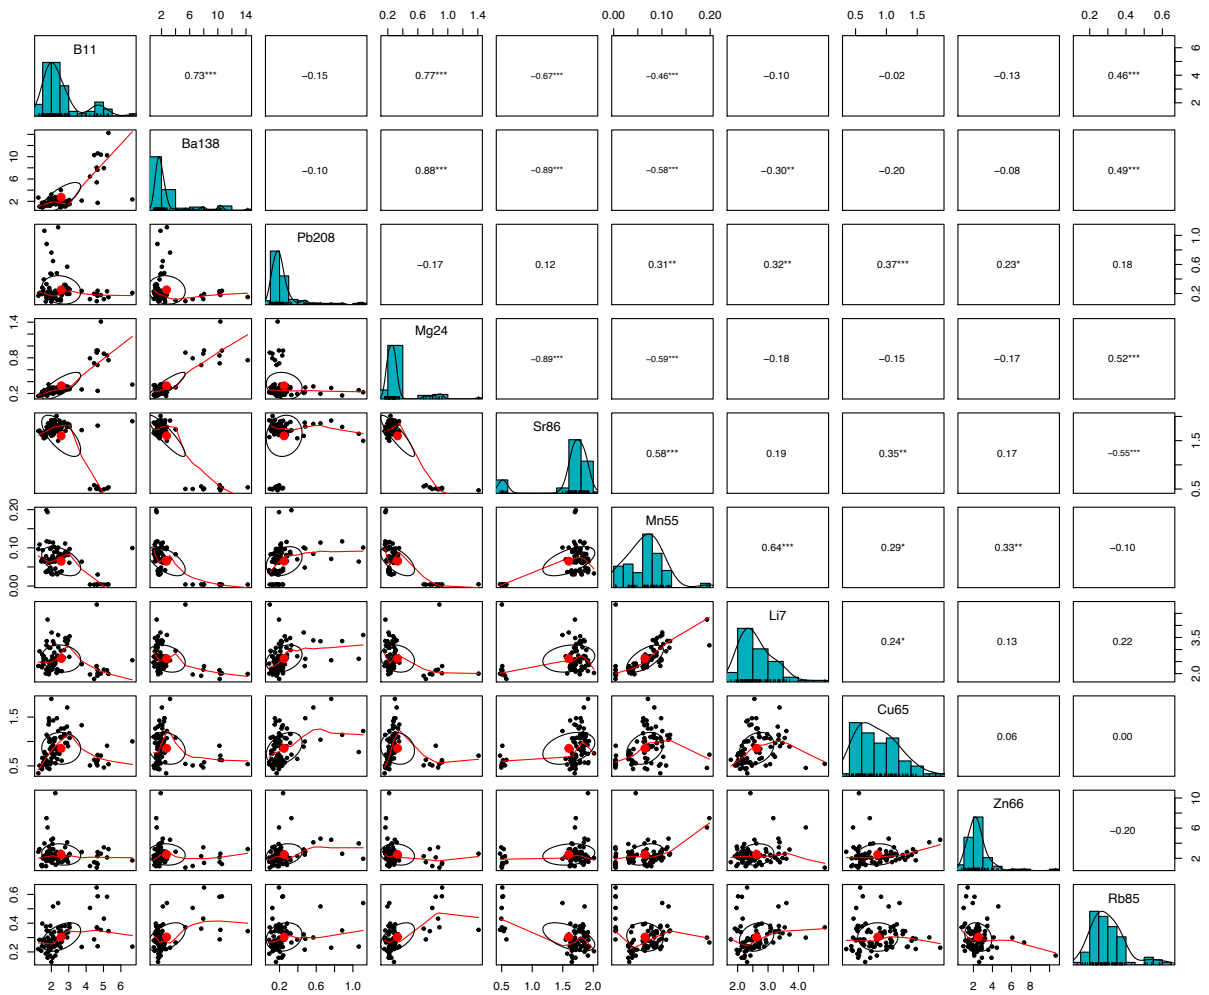 2 6 10 14 0.2 0.6 1.0 1.4 0.00 0.10 0.20 0.5 1.0 1.5 0.2 0.4 0.6
B11 0.73*** −0.15 0.77*** −0.67*** −0.46*** −0.10 −0.02 −0.13 0.46*** 2 4 6
2 6 10 Ba138 −0.10 0.88*** −0.89*** −0.58*** −0.30** −0.20 −0.08 0.49***
Pb208 −0.17 0.12 0.31** 0.32** 0.37*** 0.23* 0.18 0.2 0.6 1.0
0.2 0.8 1.4 Mg24 −0.89*** −0.59*** −0.18 −0.15 −0.17 0.52***
Sr86 0.58*** 0.19 0.35** 0.17 −0.55*** 0.5 1.5
0.00 0.10 0.20 Mn55 0.64*** 0.29* 0.33** −0.10
Li7 0.24* 0.13 0.22 2.0 3.5
0.5 1.5 Cu65 0.06 0.00
Zn66 −0.20 2 6 10
0.2 0.4 0.6 Rb85
2 3 4 5 6 0.2 0.6 1.0 0.5 1.0 1.5 2.0 2.0 3.0 4.0 2 4 6 8